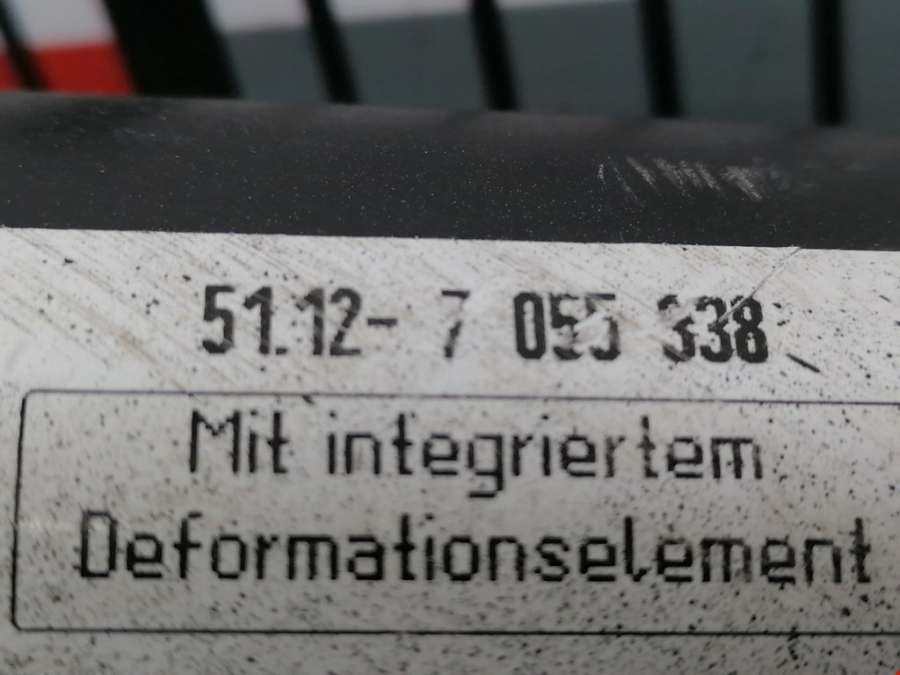 51.12- 7 055 338
Mit integriertem
Deformationselement